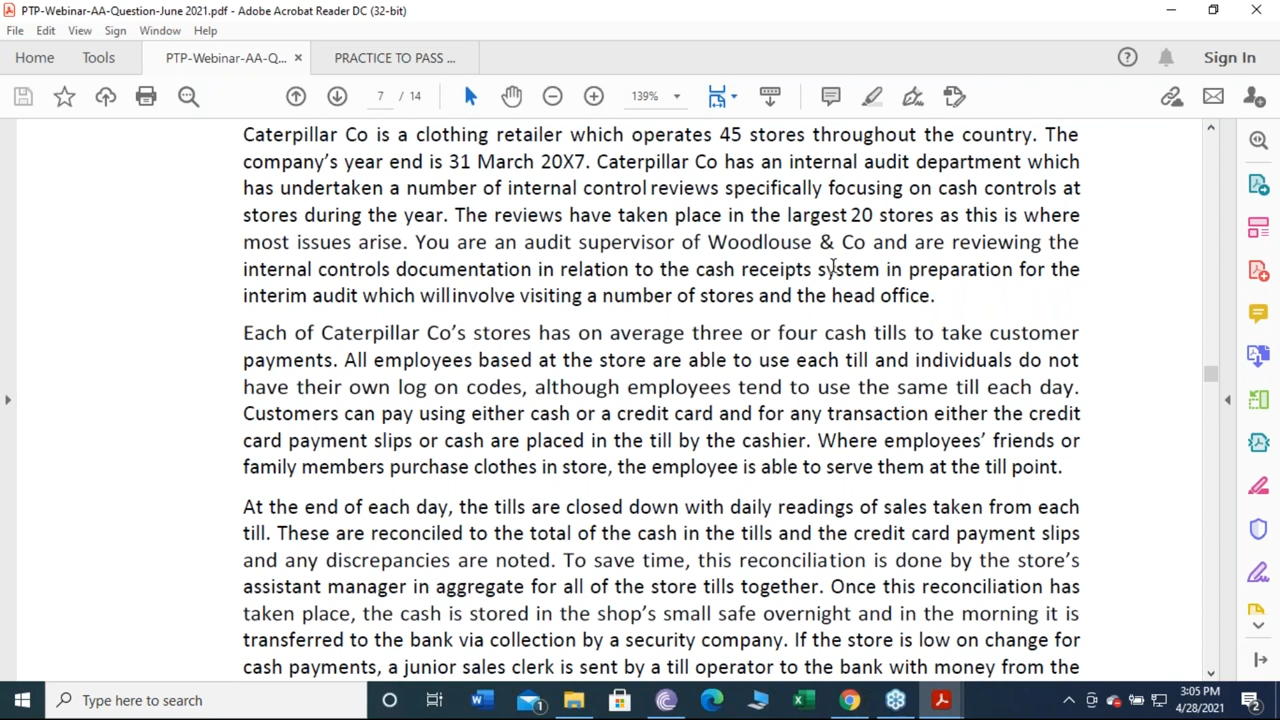 PTP-Webinar-AA-Question-June 2021.pdf - Adobe Acrobat Reader DC (32-bit)
File Edit View Sign Window Help
Home Tools PTP-Webinar-AA-Q... PRACTICE TO PASS ... Sign In
7 / 14 139%
Caterpillar Co is a clothing retailer which operates 45 stores throughout the country. The
company's year end is 31 March 20X7. Caterpillar Co has an internal audit department which
has undertaken a number of internal control reviews specifically focusing on cash controls at
stores during the year. The reviews have taken place in the largest 20 stores as this is where
most issues arise. You are an audit supervisor of Woodlouse & Co and are reviewing the
internal controls documentation in relation to the cash receipts system in preparation for the
interim audit which will involve visiting a number of stores and the head office.
Each of Caterpillar Co's stores has on average three or four cash tills to take customer
payments. All employees based at the store are able to use each till and individuals do not
have their own log on codes, although employees tend to use the same till each day.
Customers can pay using either cash or a credit card and for any transaction either the credit
card payment slips or cash are placed in the till by the cashier. Where employees' friends or
family members purchase clothes in store, the employee is able to serve them at the till point.
At the end of each day, the tills are closed down with daily readings of sales taken from each
till. These are reconciled to the total of the cash in the tills and the credit card payment slips
and any discrepancies are noted. To save time, this reconciliation is done by the store's
assistant manager in aggregate for all of the store tills together. Once this reconciliation has
taken place, the cash is stored in the shop's small safe overnight and in the morning it is
transferred to the bank via collection by a security company. If the store is low on change for
cash payments, a junior sales clerk is sent by a till operator to the bank with money from the
Type here to search
3:05 PM
4/28/2021